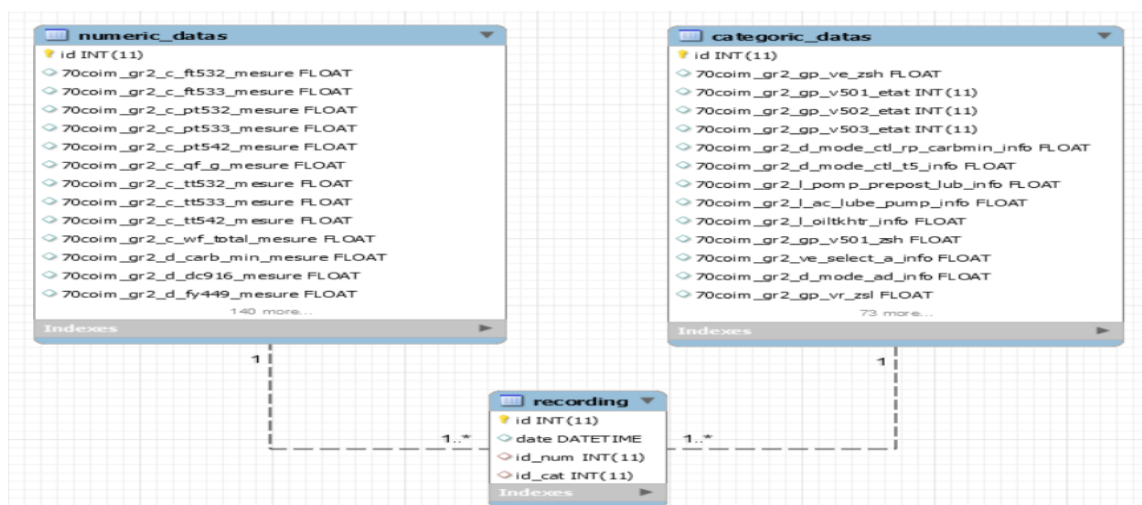 numeric_datas
id INT(11)
70coim_gr2_c_ft532_mesure FLOAT
70coim_gr2_c_ft533_mesure FLOAT
70coim_gr2_c_pt532_mesure FLOAT
70coim_gr2_c_pt533_mesure FLOAT
70coim_gr2_c_pt542_mesure FLOAT
70coim_gr2_c_qf_g_mesure FLOAT
70coim_gr2_c_tt532_mesure FLOAT
70coim_gr2_c_tt533_mesure FLOAT
70coim_gr2_c_tt542_mesure FLOAT
70coim_gr2_c_wf_total_mesure FLOAT
70coim_gr2_d_carb_min_mesure FLOAT
70coim_gr2_d_dc916_mesure FLOAT
70coim_gr2_d_fy449_mesure FLOAT
140 more...
Indexes
categoric_datas
id INT(11)
70coim_gr2_gp_ve_zsh FLOAT
70coim_gr2_gp_v501_etat INT(11)
70coim_gr2_gp_v502_etat INT(11)
70coim_gr2_gp_v503_etat INT(11)
70coim_gr2_d_mode_ctl_rp_carbmin_info FLOAT
70coim_gr2_d_mode_ctl_t5_info FLOAT
70coim_gr2_l_pomp_prepost_lub_info FLOAT
70coim_gr2_l_ac_lube_pump_info FLOAT
70coim_gr2_l_oiltkhtr_info FLOAT
70coim_gr2_gp_v501_zsh FLOAT
70coim_gr2_ve_select_a_info FLOAT
70coim_gr2_d_mode_ad_info FLOAT
70coim_gr2_gp_vr_zsl FLOAT
73 more...
Indexes
1
1
1..*
1..*
recording
id INT(11)
date DATETIME
id_num INT(11)
id_cat INT(11)
Indexes